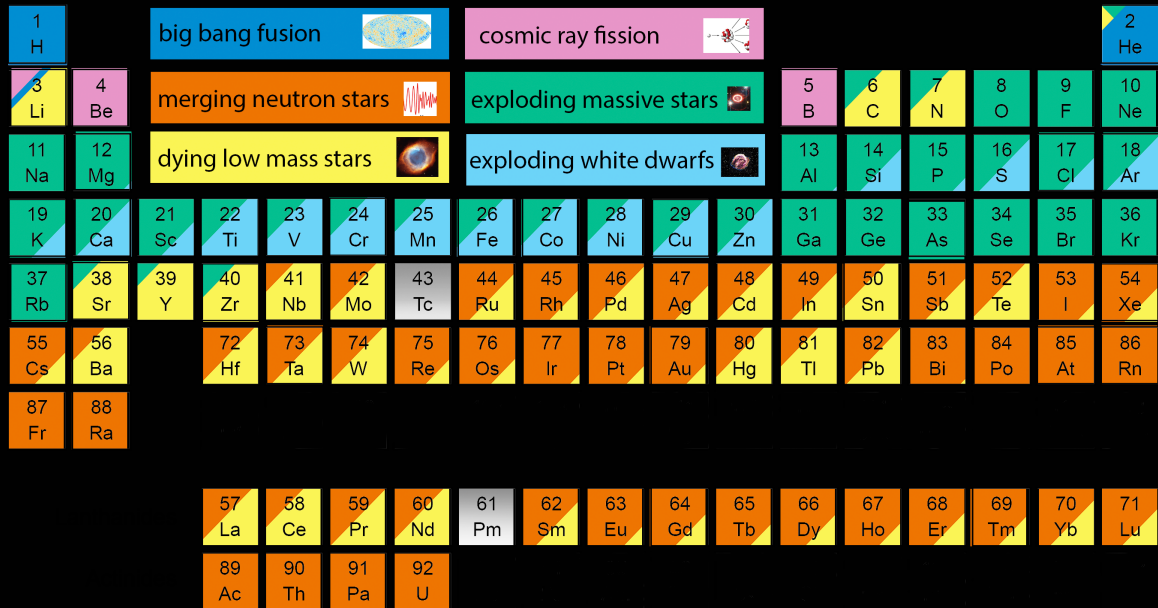 1 H
big bang fusion
cosmic ray fission
2 He
3 Li
4 Be
merging neutron stars
exploding massive stars
5 B
6 C
7 N
8 O
9 F
10 Ne
11 Na
12 Mg
dying low mass stars
exploding white dwarfs
13 Al
14 Si
15 P
16 S
17 Cl
18 Ar
19 K
20 Ca
21 Sc
22 Ti
23 V
24 Cr
25 Mn
26 Fe
27 Co
28 Ni
29 Cu
30 Zn
31 Ga
32 Ge
33 As
34 Se
35 Br
36 Kr
37 Rb
38 Sr
39 Y
40 Zr
41 Nb
42 Mo
43 Tc
44 Ru
45 Rh
46 Pd
47 Ag
48 Cd
49 In
50 Sn
51 Sb
52 Te
53 I
54 Xe
55 Cs
56 Ba
72 Hf
73 Ta
74 W
75 Re
76 Os
77 Ir
78 Pt
79 Au
80 Hg
81 Tl
82 Pb
83 Bi
84 Po
85 At
86 Rn
87 Fr
88 Ra
57 La
58 Ce
59 Pr
60 Nd
61 Pm
62 Sm
63 Eu
64 Gd
65 Tb
66 Dy
67 Ho
68 Er
69 Tm
70 Yb
71 Lu
89 Ac
90 Th
91 Pa
92 U